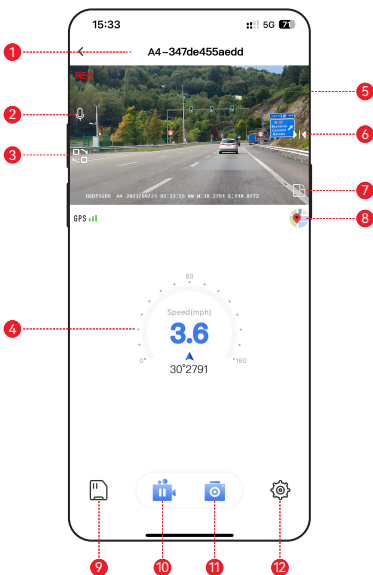 15:33 5G 71
1 A4-347de455aedd
REC
5
2
6
3
REDTIGER A4 2023/09/21 02:33:55 AM N:30.2791 E:119.9772
7
GPS
8
80
Speed(mph)
4 3.6
0° °160
30°2791
9 10 11 12